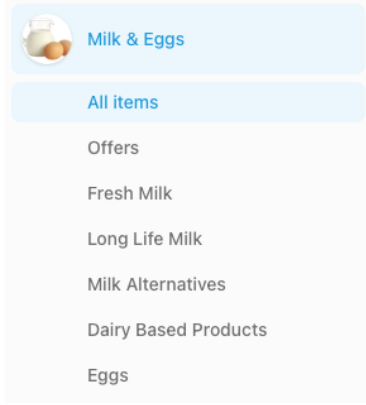 Milk & Eggs
All items
Offers
Fresh Milk
Long Life Milk
Milk Alternatives
Dairy Based Products
Eggs